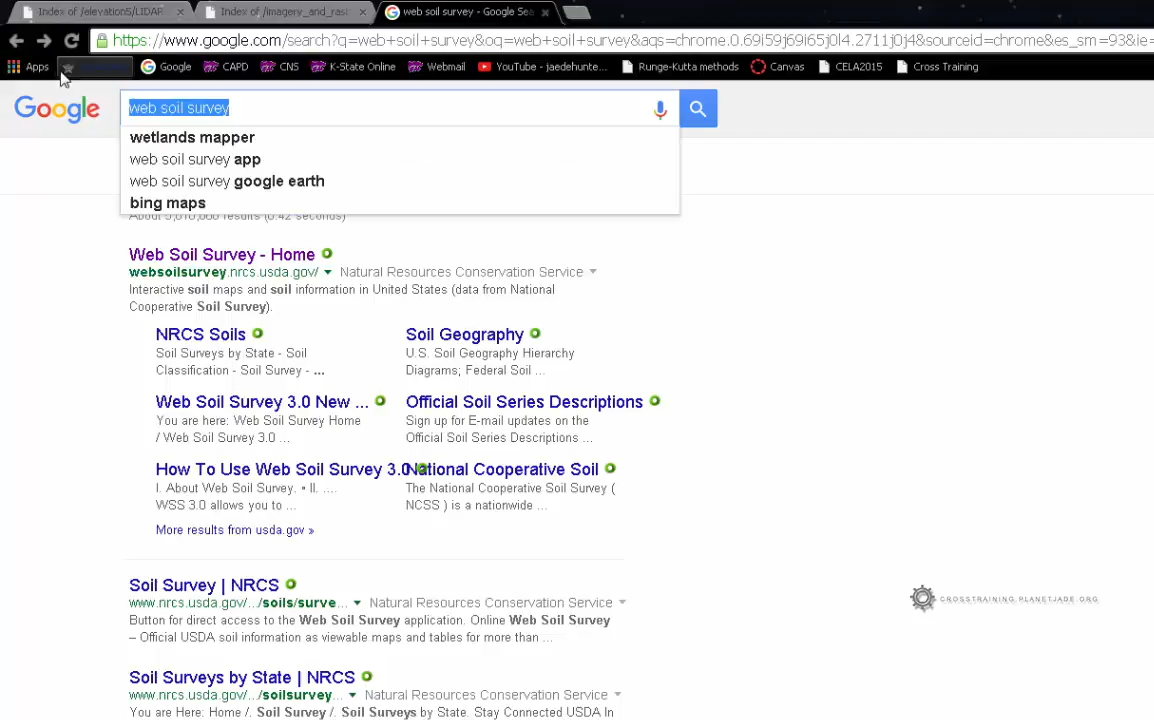 Index of /elevation5/LIDAR
Index of /imagery_and_rast
web soil survey - Google Sea
https://www.google.com/search?q=web+soil+survey&oq=web+soil+survey&aqs=chrome.0.69i59j69i65j0l4.2711j0j4&sourceid=chrome&es_sm=93&ie=
Apps Google CAPD CNS K-State Online Webmail YouTube - jaedehunte... Runge-Kutta methods Canvas CELA2015 Cross Training
Google web soil survey
wetlands mapper
web soil survey app
web soil survey google earth
bing maps
Web Soil Survey - Home
websoilsurvey.nrcs.usda.gov/ Natural Resources Conservation Service
Interactive soil maps and soil information in United States (data from National
Cooperative Soil Survey).
NRCS Soils
Soil Surveys by State - Soil
Classification - Soil Survey - ...
Soil Geography
U.S. Soil Geography Hierarchy
Diagrams; Federal Soil ...
Web Soil Survey 3.0 New ...
You are here: Web Soil Survey Home
/ Web Soil Survey 3.0 ...
Official Soil Series Descriptions
Sign up for E-mail updates on the
Official Soil Series Descriptions ...
How To Use Web Soil Survey 3.0
I. About Web Soil Survey. • II. ....
WSS 3.0 allows you to ...
National Cooperative Soil
The National Cooperative Soil Survey (
NCSS ) is a nationwide ...
More results from usda.gov »
Soil Survey | NRCS
www.nrcs.usda.gov/.../soils/surve... Natural Resources Conservation Service
Button for direct access to the Web Soil Survey application. Online Web Soil Survey
– Official USDA soil information as viewable maps and tables for more than ...
CROSSTRAINING.PLANETJADE.ORG
Soil Surveys by State | NRCS
www.nrcs.usda.gov/.../soilsurvey... Natural Resources Conservation Service
You are Here: Home /. Soil Survey /. Soil Surveys by State. Stay Connected USDA In